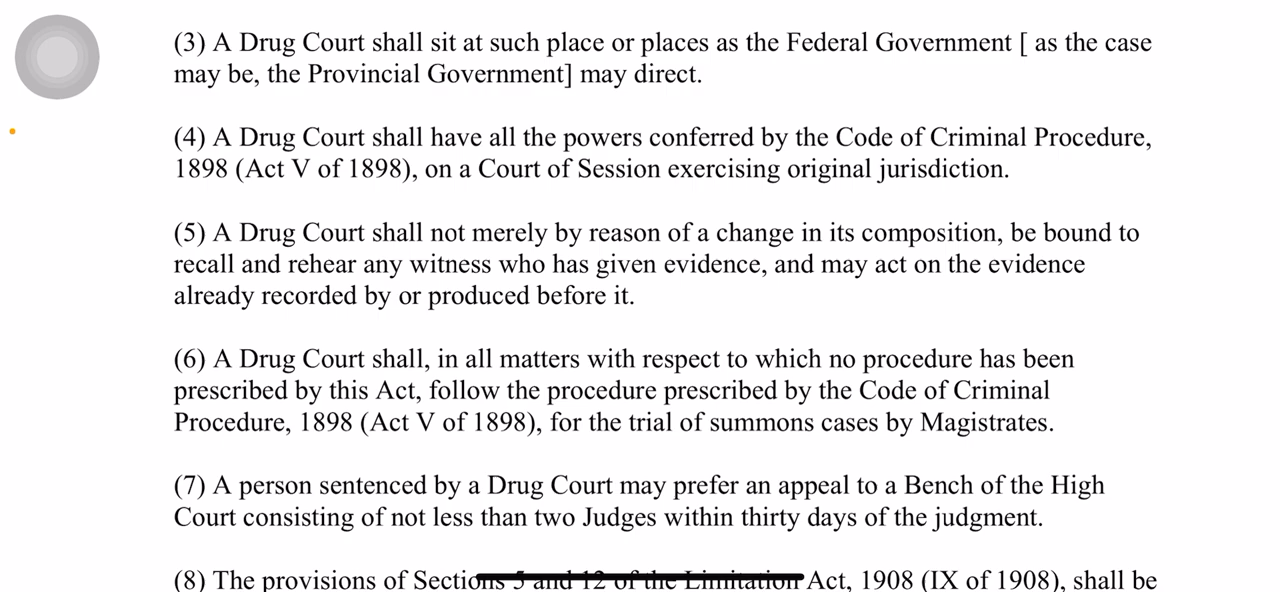 (3) A Drug Court shall sit at such place or places as the Federal Government [ as the case
may be, the Provincial Government] may direct.
(4) A Drug Court shall have all the powers conferred by the Code of Criminal Procedure,
1898 (Act V of 1898), on a Court of Session exercising original jurisdiction.
(5) A Drug Court shall not merely by reason of a change in its composition, be bound to
recall and rehear any witness who has given evidence, and may act on the evidence
already recorded by or produced before it.
(6) A Drug Court shall, in all matters with respect to which no procedure has been
prescribed by this Act, follow the procedure prescribed by the Code of Criminal
Procedure, 1898 (Act V of 1898), for the trial of summons cases by Magistrates.
(7) A person sentenced by a Drug Court may prefer an appeal to a Bench of the High
Court consisting of not less than two Judges within thirty days of the judgment.
(8) The provisions of Sections 5 and 12 of the Limitation Act, 1908 (IX of 1908), shall be